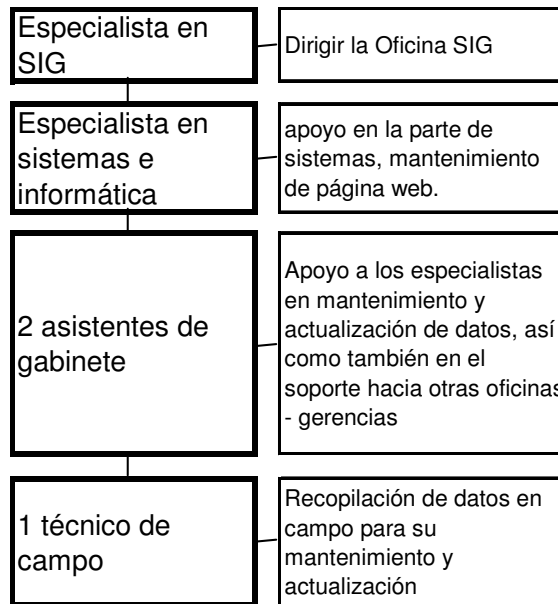 Especialista en
SIG
Dirigir la Oficina SIG
Especialista en
sistemas e
informática
apoyo en la parte de
sistemas, mantenimiento
de página web.
2 asistentes de
gabinete
Apoyo a los especialistas
en mantenimiento y
actualización de datos, así
como también en el
soporte hacia otras oficinas
- gerencias
1 técnico de
campo
Recopilación de datos en
campo para su
mantenimiento y
actualización